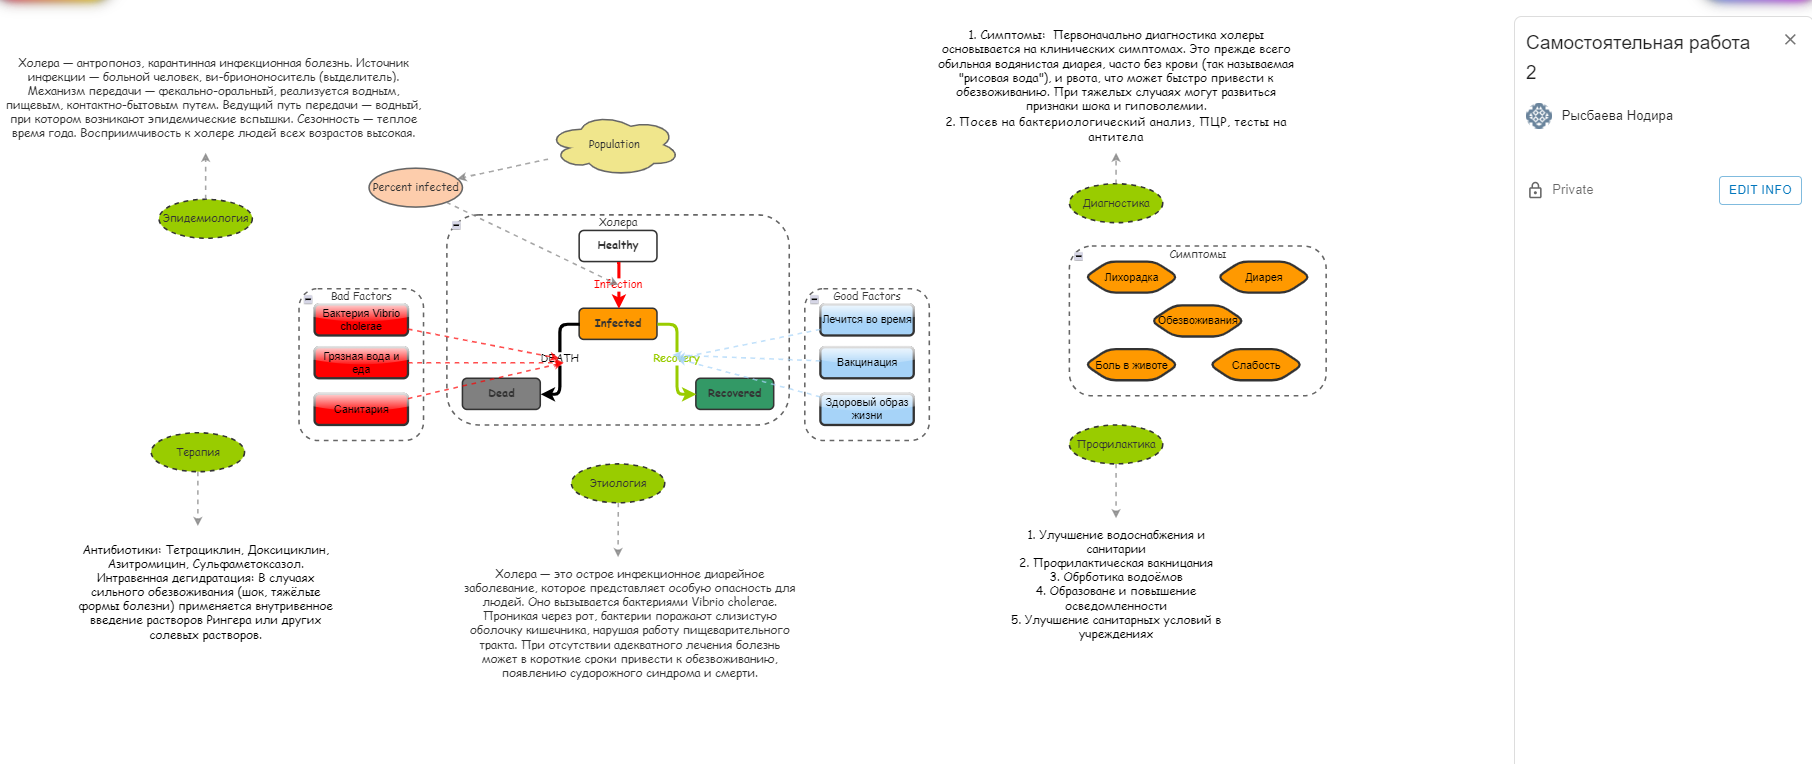 Холера — антропоноз, карантинная инфекционная болезнь. Источник
инфекции — больной человек, ви-бриононоситель (выделитель).
Механизм передачи — фекально-оральный, реализуется водным,
пищевым, контактно-бытовым путем. Ведущий путь передачи — водный,
при котором возникают эпидемические вспышки. Сезонность — теплое
время года. Восприимчивость к холере людей всех возрастов высокая.
Эпидемиология
Population
Percent infected
1. Симптомы:  Первоначально диагностика холеры
основывается на клинических симптомах. Это прежде всего
обильная водянистая диарея, часто без крови (так называемая
"рисовая вода"), и рвота, что может быстро привести к
обезвоживанию. При тяжелых случаях могут развиться
признаки шока и гиповолемии.
2. Посев на бактериологический анализ, ПЦР, тесты на
антитела
Диагностика
Холера
Healthy
Infection
Infected
DEATH
Recovery
Dead
Recovered
Bad Factors
Бактерия Vibrio
cholerae
Грязная вода и
еда
Санитария
Good Factors
Лечится во время
Вакцинация
Здоровый образ
жизни
Симптомы
Лихорадка
Диарея
Обезвоживания
Боль в животе
Слабость
Терапия
Антибиотики: Тетрациклин, Доксициклин,
Азитромицин, Сульфаметоксазол.
Интравенная дегидратация: В случаях
сильного обезвоживания (шок, тяжёлые
формы болезни) применяется внутривенное
введение растворов Рингера или других
солевых растворов.
Этиология
Холера — это острое инфекционное диарейное
заболевание, которое представляет особую опасность для
людей. Оно вызывается бактериями Vibrio cholerae.
Проникая через рот, бактерии поражают слизистую
оболочку кишечника, нарушая работу пищеварительного
тракта. При отсутствии адекватного лечения болезнь
может в короткие сроки привести к обезвоживанию,
появлению судорожного синдрома и смерти.
Профилактика
1. Улучшение водоснабжения и
санитарии
2. Профилактическая вакницания
3. Обрботка водоёмов
4. Образоване и повышение
осведомленности
5. Улучшение санитарных условий в
учреждениях
Самостоятельная работа
2
Рысбаева Нодира
Private
EDIT INFO